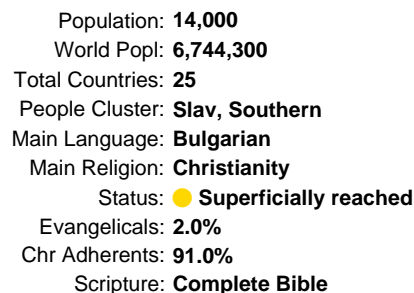 Population: 14,000
World Popl: 6,744,300
Total Countries: 25
People Cluster: Slav, Southern
Main Language: Bulgarian
Main Religion: Christianity
Status: Superficially reached
Evangelicals: 2.0%
Chr Adherents: 91.0%
Scripture: Complete Bible